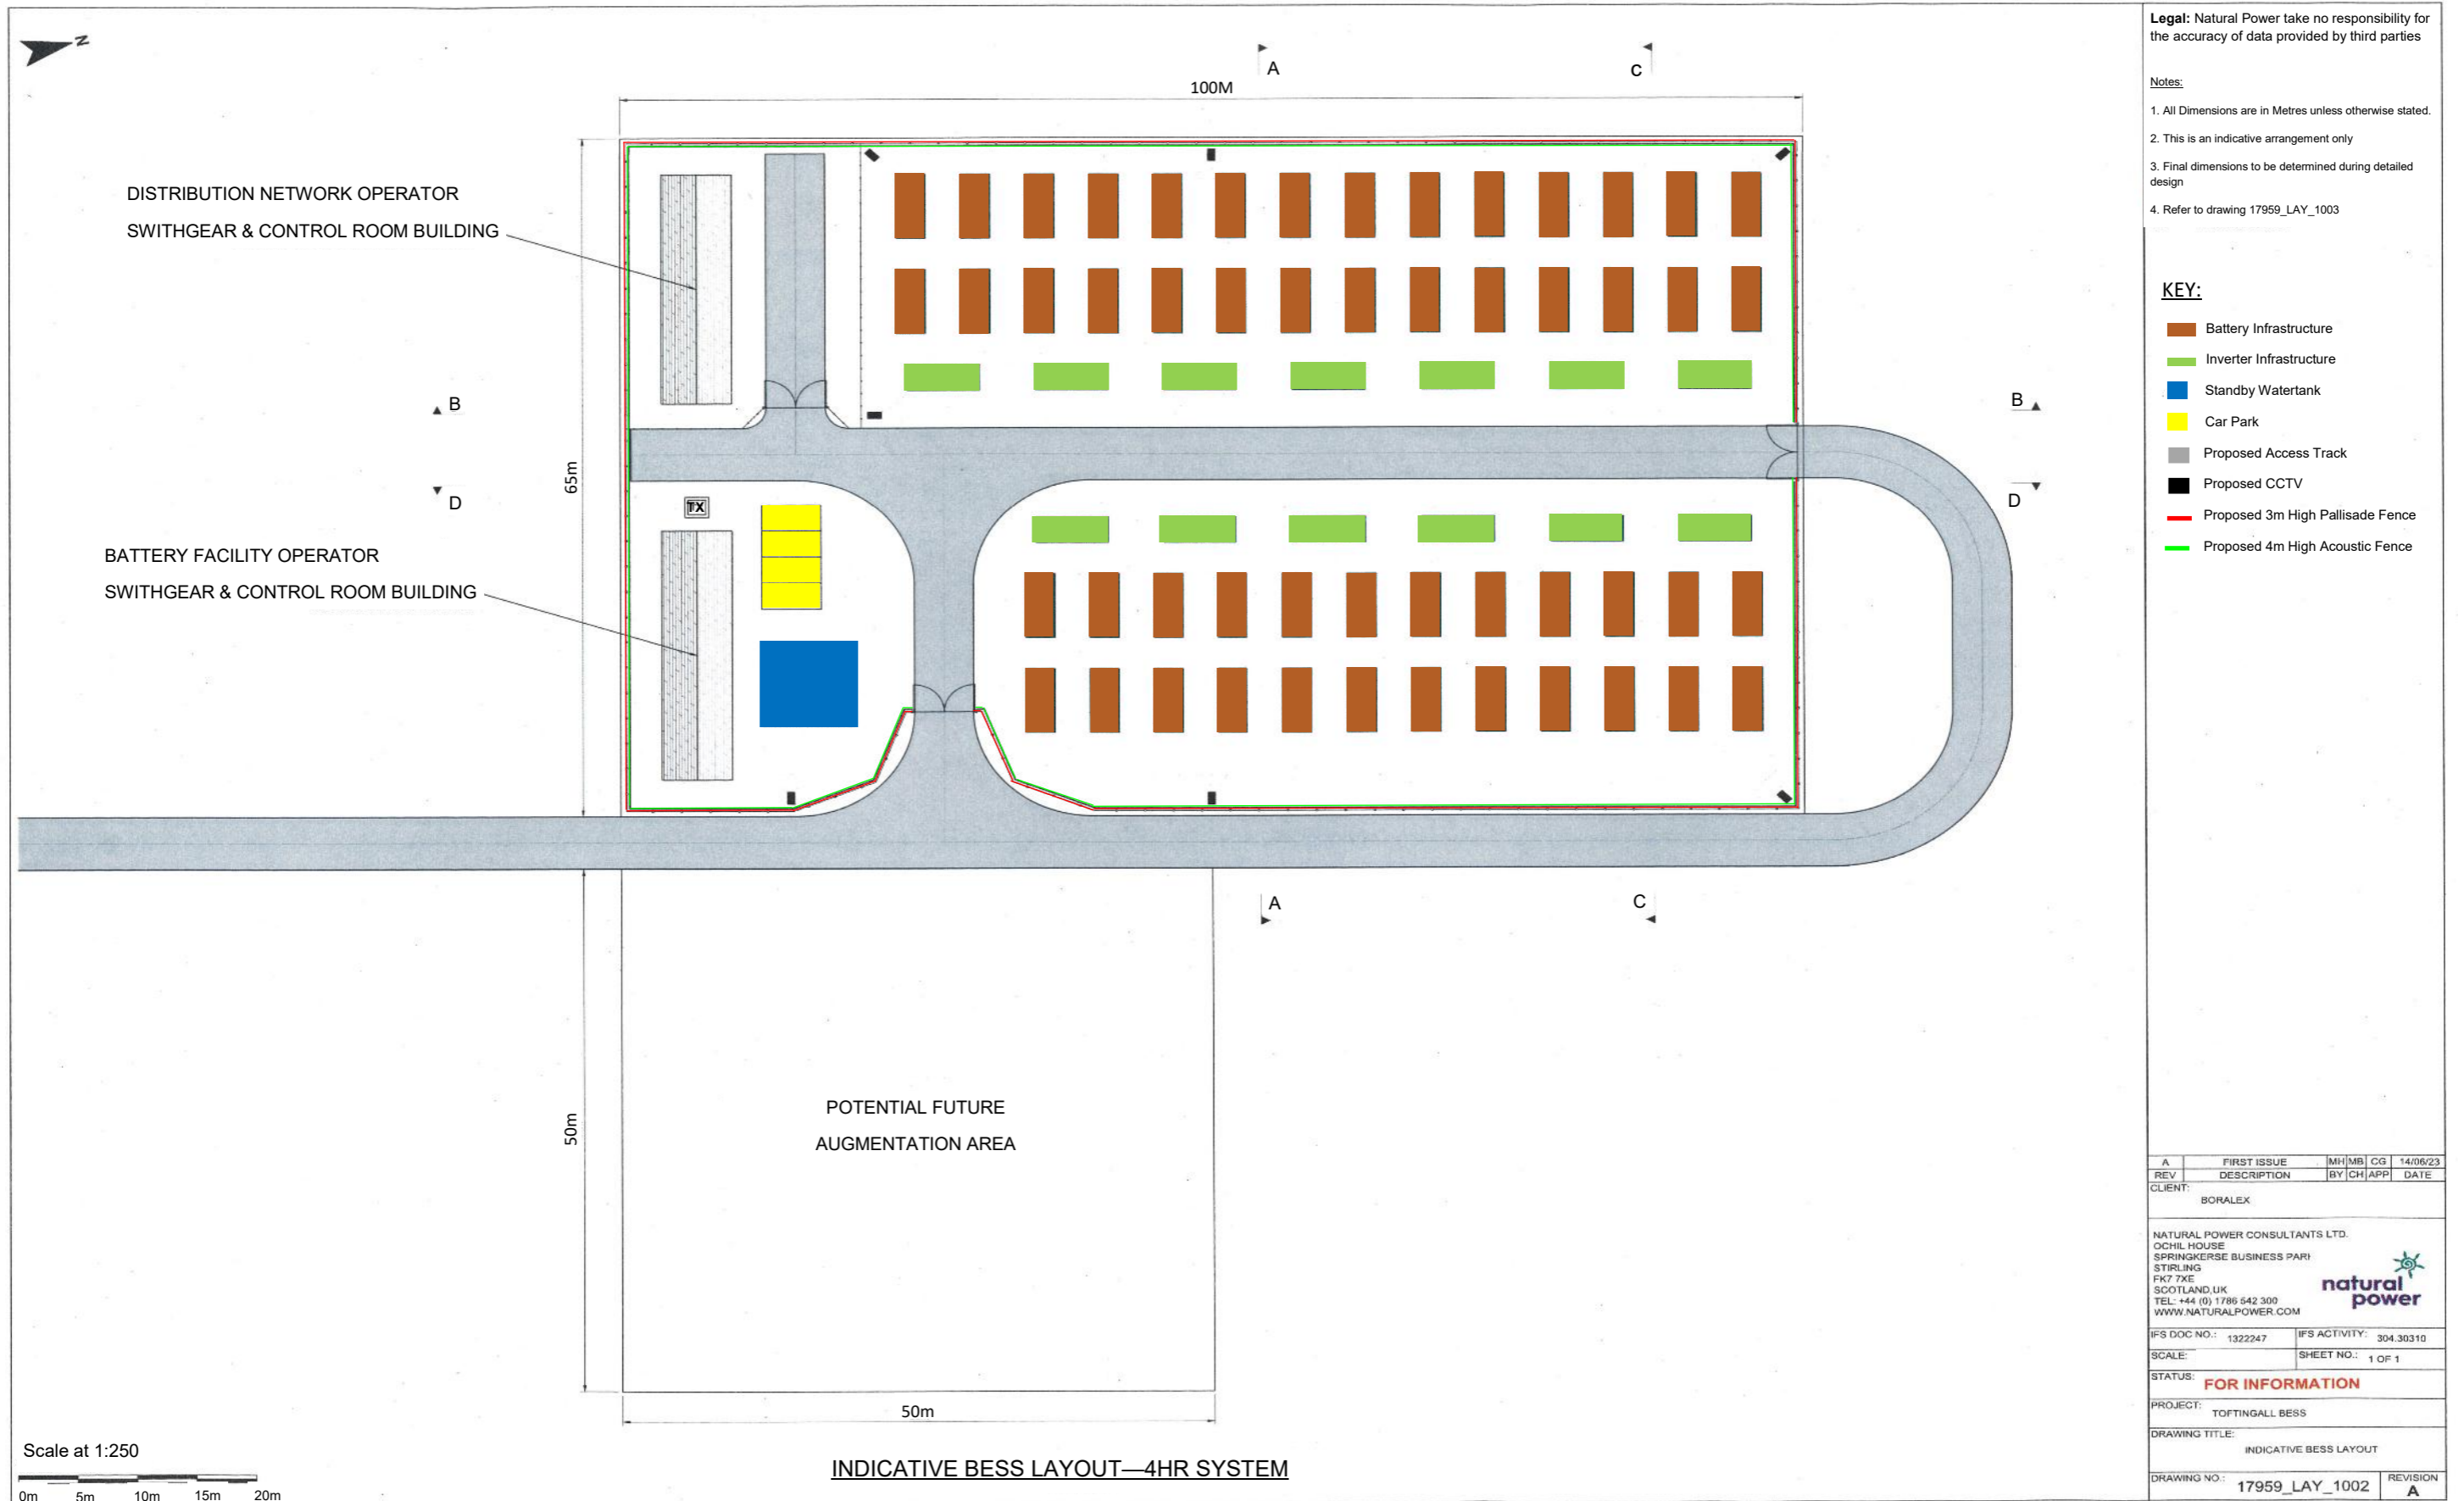 N
A
C
100M
DISTRIBUTION NETWORK OPERATOR
SWITHGEAR & CONTROL ROOM BUILDING
B
D
65m
B
D
TX
BATTERY FACILITY OPERATOR
SWITHGEAR & CONTROL ROOM BUILDING
A
C
50m
POTENTIAL FUTURE
AUGMENTATION AREA
50m
INDICATIVE BESS LAYOUT—4HR SYSTEM
Scale at 1:250
0m 5m 10m 15m 20m
Legal: Natural Power take no responsibility for
the accuracy of data provided by third parties
Notes:
1. All Dimensions are in Metres unless otherwise stated.
2. This is an indicative arrangement only
3. Final dimensions to be determined during detailed
design
4. Refer to drawing 17959_LAY_1003
KEY:
Battery Infrastructure
Inverter Infrastructure
Standby Watertank
Car Park
Proposed Access Track
Proposed CCTV
Proposed 3m High Pallisade Fence
Proposed 4m High Acoustic Fence
A FIRST ISSUE MH MB CG 14/06/23
REV DESCRIPTION BY CH APP DATE
CLIENT:
BORALEX
NATURAL POWER CONSULTANTS LTD.
OCHIL HOUSE
SPRINGKERSE BUSINESS PARK
STIRLING
FK7 7XE
SCOTLAND,UK
TEL: +44 (0) 1786 542 300
WWW.NATURALPOWER.COM
natural
power
IFS DOC NO.: 1322247 IFS ACTIVITY: 304.30310
SCALE: SHEET NO.: 1 OF 1
STATUS: FOR INFORMATION
PROJECT:
TOFTINGALL BESS
DRAWING TITLE:
INDICATIVE BESS LAYOUT
DRAWING NO.: 17959_LAY_1002 REVISION
A